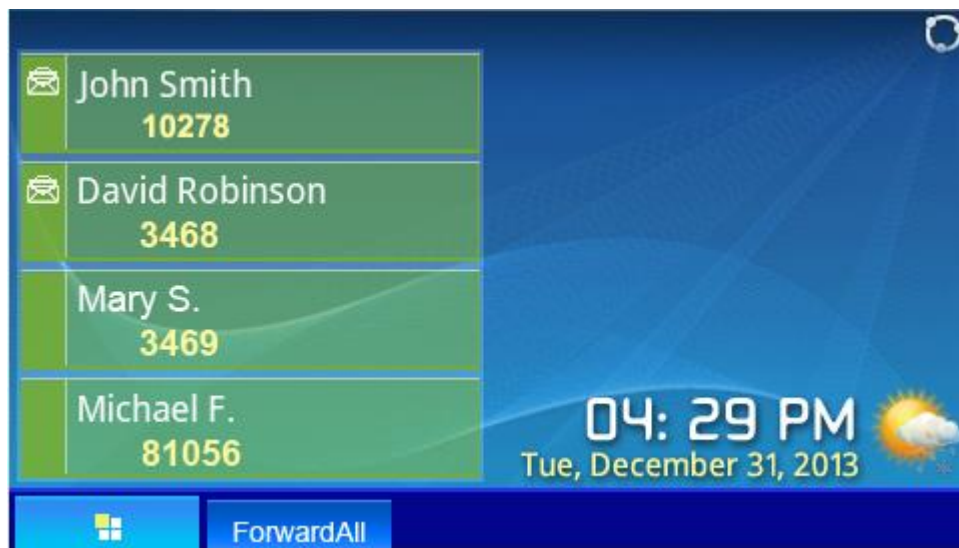 John Smith
10278
David Robinson
3468
Mary S.
3469
Michael F.
81056
04: 29 PM
Tue, December 31, 2013
ForwardAll